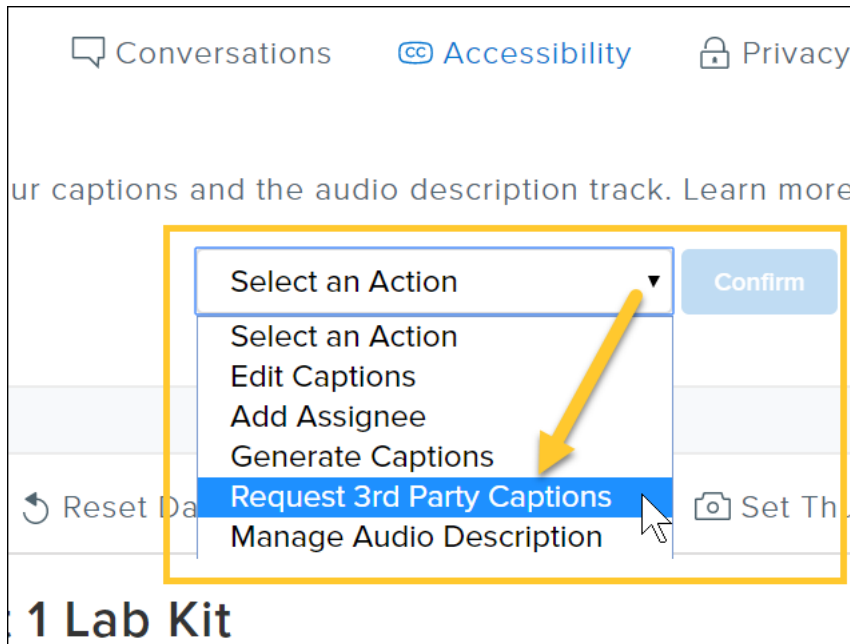 Conversations CC Accessibility Privacy
ur captions and the audio description track. Learn more
Select an Action Confirm
Select an Action
Edit Captions
Add Assignee
Generate Captions
Request 3rd Party Captions
Reset Da Set Th
Manage Audio Description
1 Lab Kit